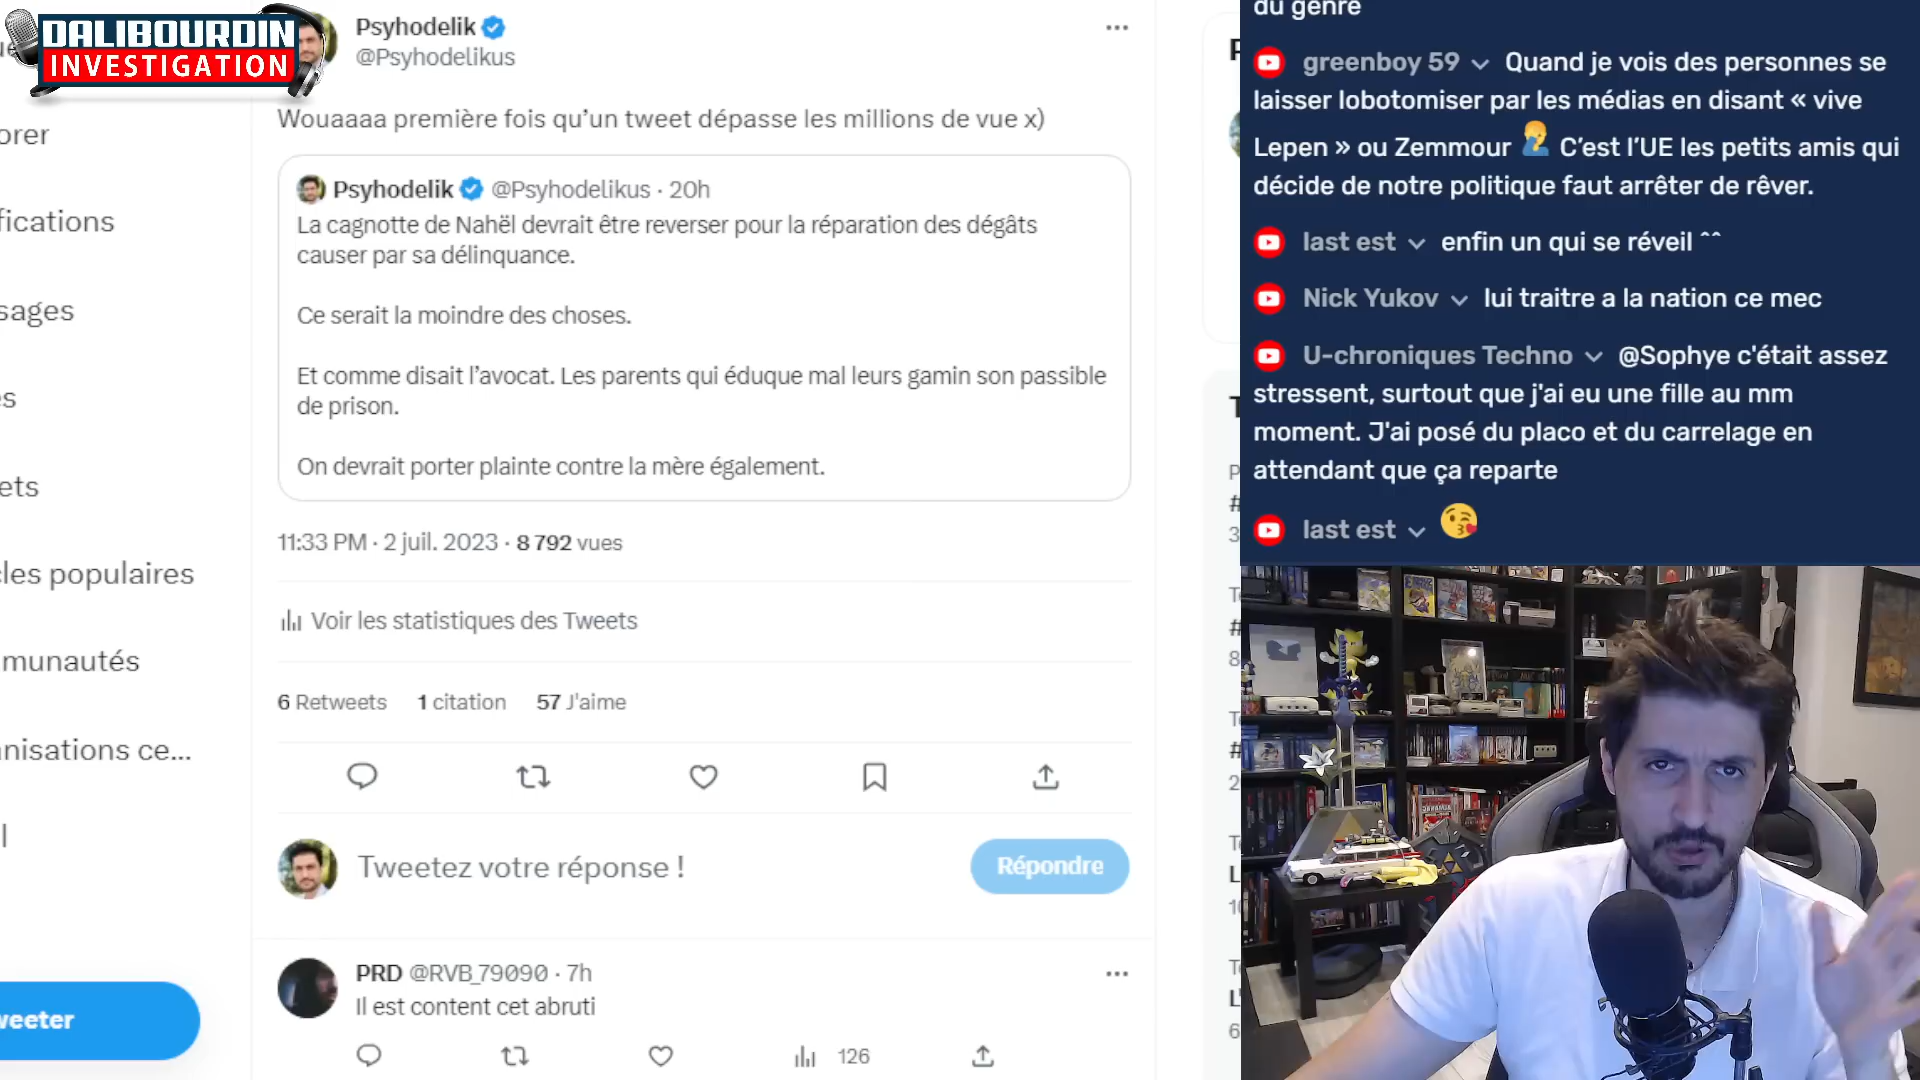 DALIBOURDIN
INVESTIGATION
orer
fications
sages
s
ets
cles populaires
munautés
anisations ce...
l
weeter
Psyhodelik
@Psyhodelikus
Wouaaaa première fois qu'un tweet dépasse les millions de vue x)
Psyhodelik @Psyhodelikus · 20h
La cagnotte de Nahël devrait être reverser pour la réparation des dégâts
causer par sa délinquance.
Ce serait la moindre des choses.
Et comme disait l'avocat. Les parents qui éduque mal leurs gamin son passible
de prison.
On devrait porter plainte contre la mère également.
11:33 PM · 2 juil. 2023 · 8 792 vues
Voir les statistiques des Tweets
6 Retweets 1 citation 57 J'aime
Tweetez votre réponse !
Répondre
PRD @RVB_79090 · 7h
Il est content cet abruti
126
du genre
greenboy 59 Quand je vois des personnes se
laisser lobotomiser par les médias en disant « vive
Lepen » ou Zemmour 🤦‍♂️ C'est l'UE les petits amis qui
décide de notre politique faut arrêter de rêver.
last est enfin un qui se réveil ^^
Nick Yukov lui traitre a la nation ce mec
U-chroniques Techno @Sophye c'était assez
stressent, surtout que j'ai eu une fille au mm
moment. J'ai posé du placo et du carrelage en
attendant que ça reparte
last est 😘